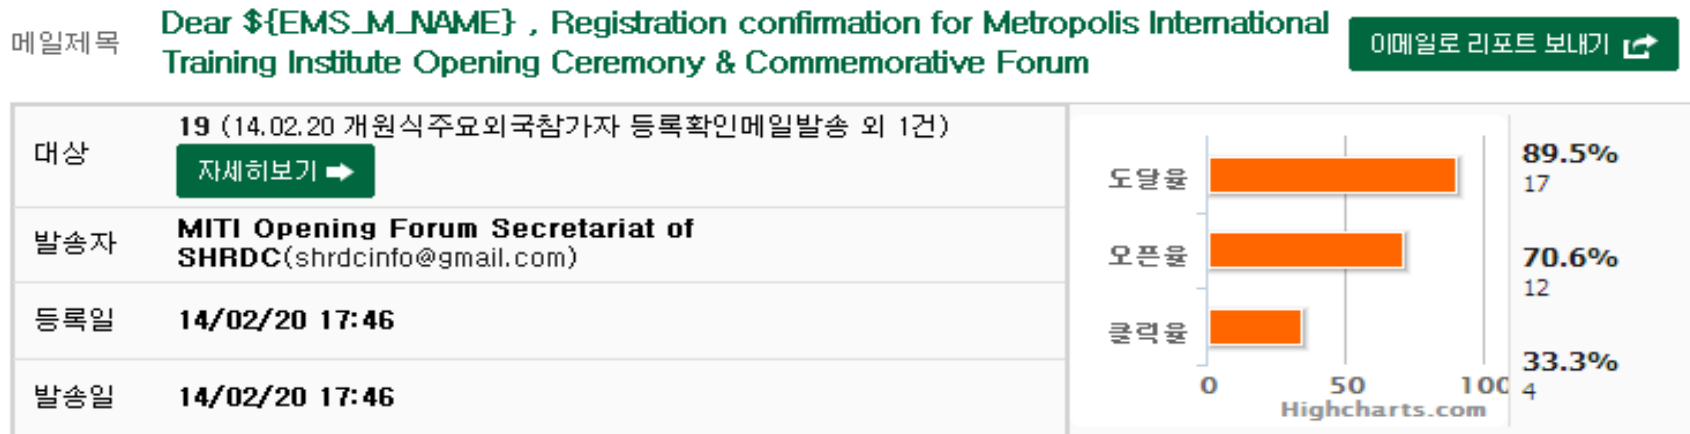 메일제목
Dear ${EMS_M_NAME} , Registration confirmation for Metropolis International
Training Institute Opening Ceremony & Commemorative Forum
이메일로 리포트 보내기
대상
19 (14.02.20 개원식주요외국참가자 등록확인메일발송 외 1건)
자세히보기
발송자
MITI Opening Forum Secretariat of
SHRDC(shrdcinfo@gmail.com)
등록일
14/02/20 17:46
발송일
14/02/20 17:46
도달율
89.5%
17
오픈율
70.6%
12
클릭율
33.3%
4
0 50 100
Highcharts.com